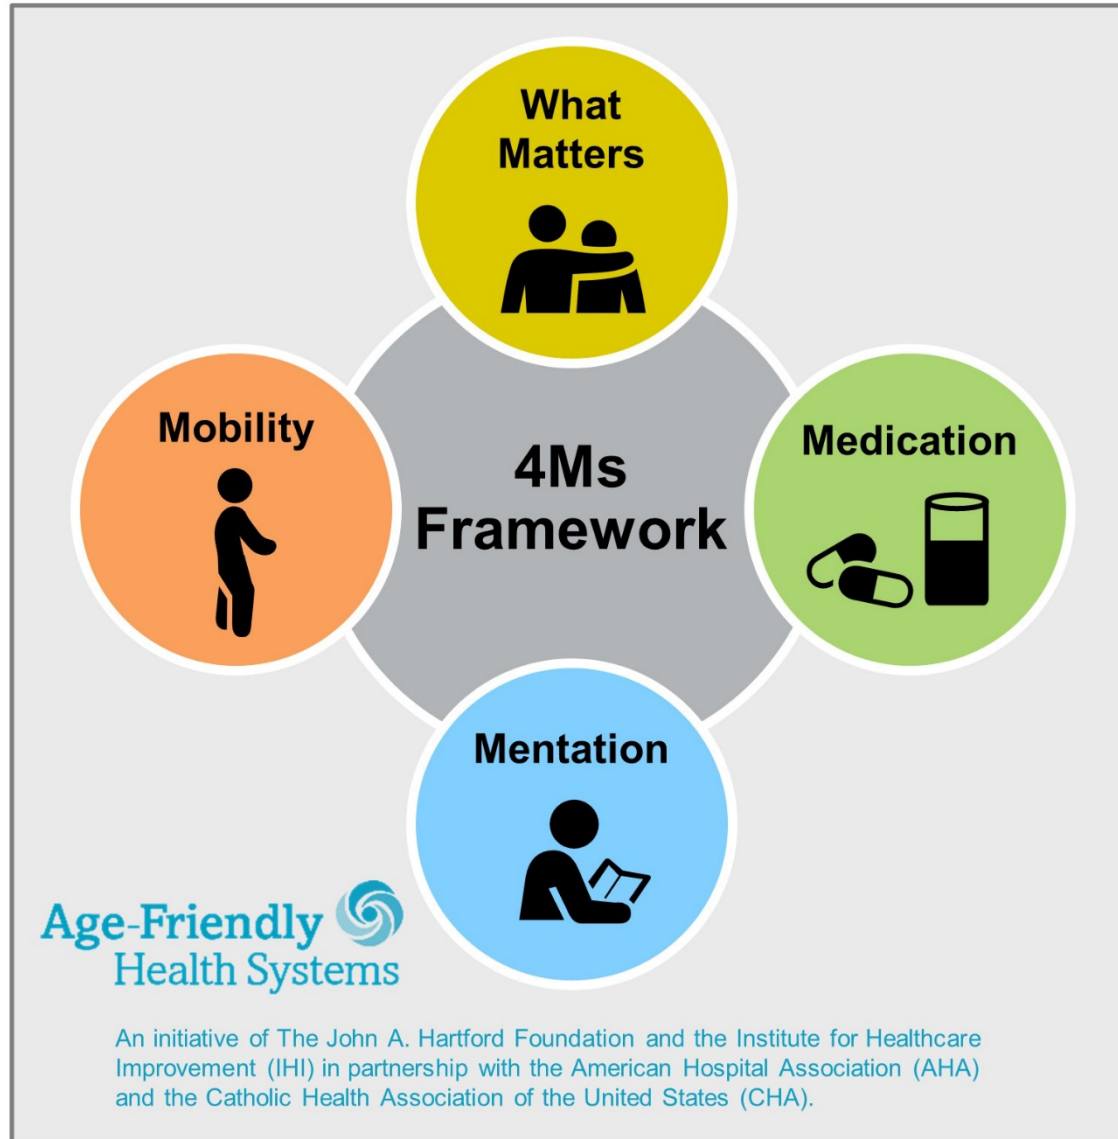 What
Matters
Mobility
4Ms
Framework
Medication
Mentation
Age-Friendly
Health Systems
An initiative of The John A. Hartford Foundation and the Institute for Healthcare
Improvement (IHI) in partnership with the American Hospital Association (AHA)
and the Catholic Health Association of the United States (CHA).